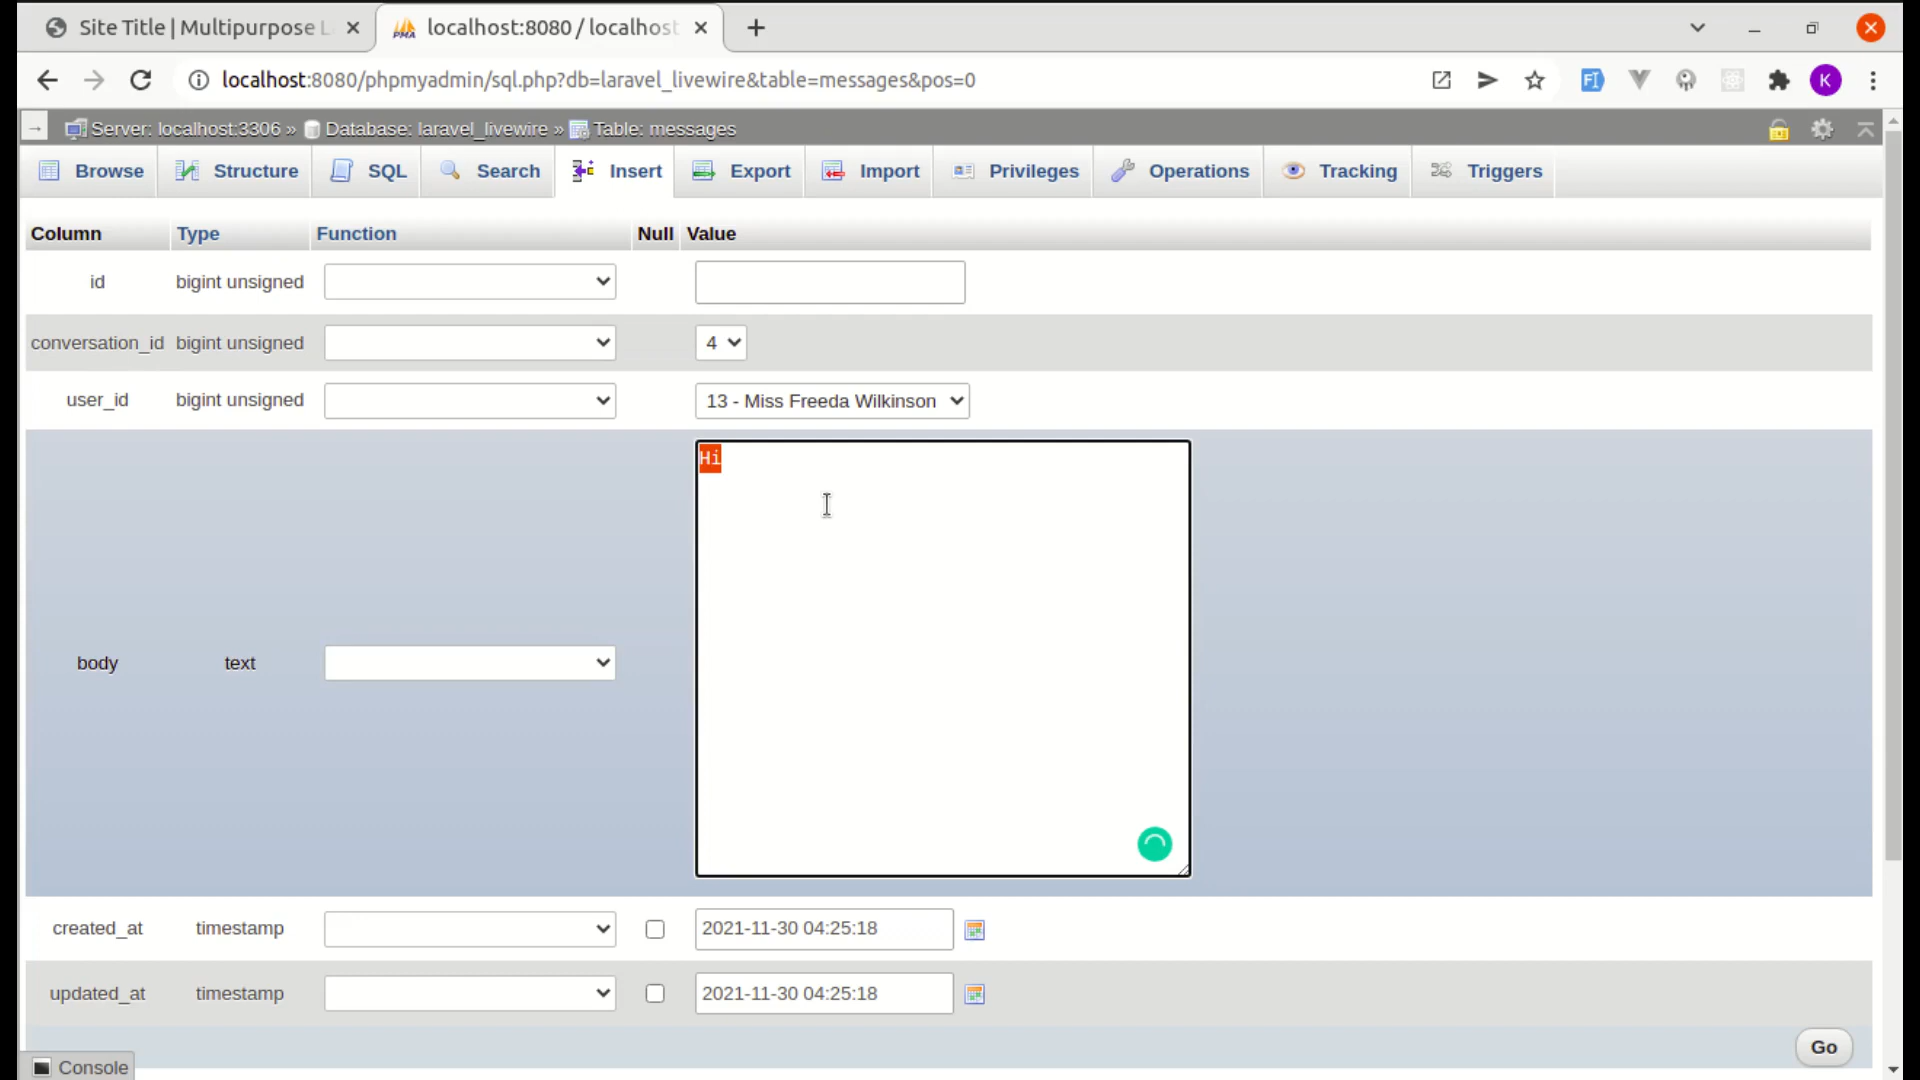 Site Title | Multipurpose L
localhost:8080 / localhost
localhost:8080/phpmyadmin/sql.php?db=laravel_livewire&table=messages&pos=0
K
Server: localhost:3306 » Database: laravel_livewire » Table: messages
Browse Structure SQL Search Insert Export Import Privileges Operations Tracking Triggers
Column Type Function Null Value
id bigint unsigned
conversation_id bigint unsigned 4
user_id bigint unsigned 13 - Miss Freeda Wilkinson
Hi
body text
created_at timestamp 2021-11-30 04:25:18
updated_at timestamp 2021-11-30 04:25:18
Go
Console